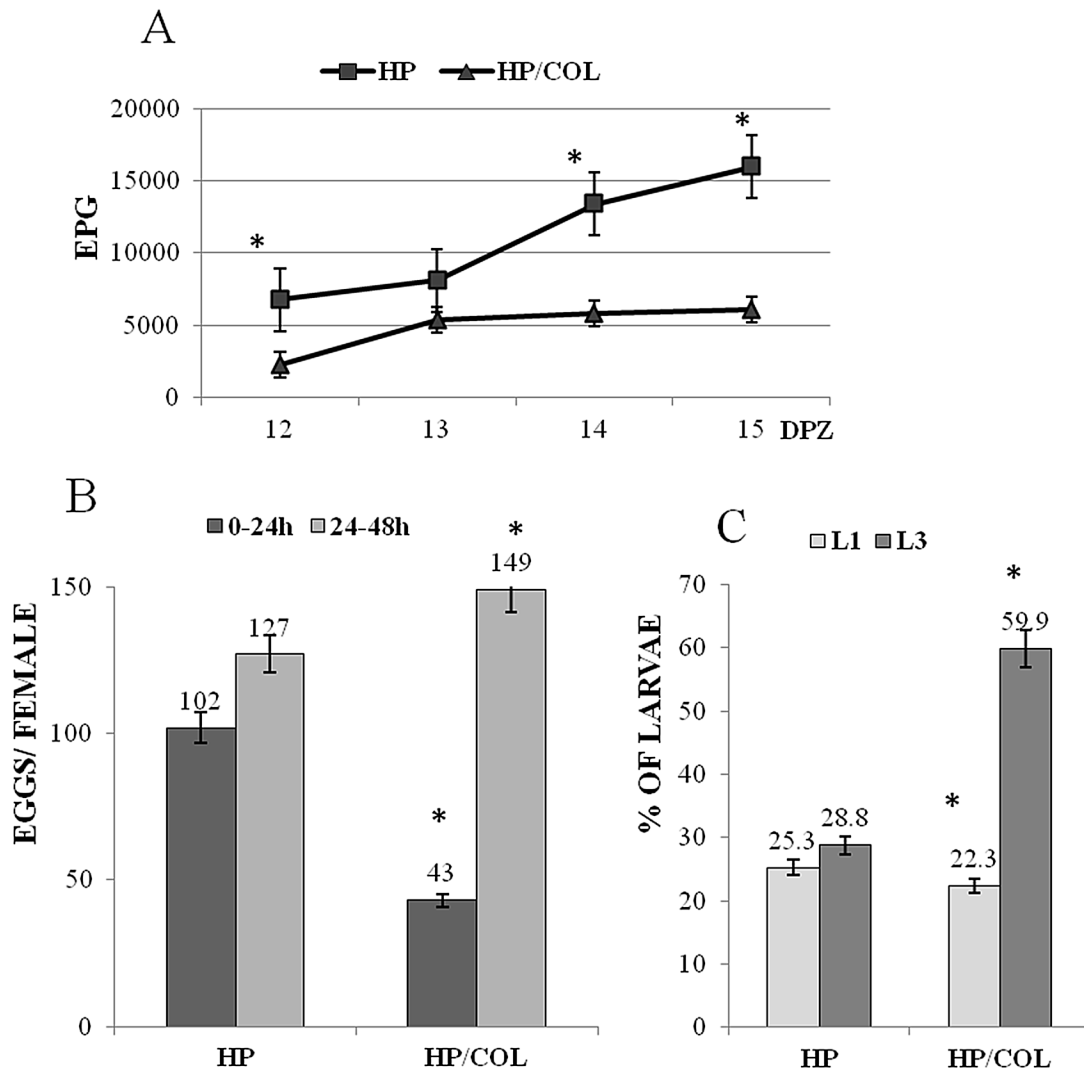 A
HP HP/COL
20000
*
*
15000
EPG
*
10000
5000
0
12 13 14 15 DPZ
B
0-24h 24-48h
*
149
150
127
102
EGGS/ FEMALE
100
*
50
43
0
HP HP/COL
C
L1 L3
70
*
59.9
60
% OF LARVAE
50
40
*
30
25.3 28.8
22.3
20
10
0
HP HP/COL